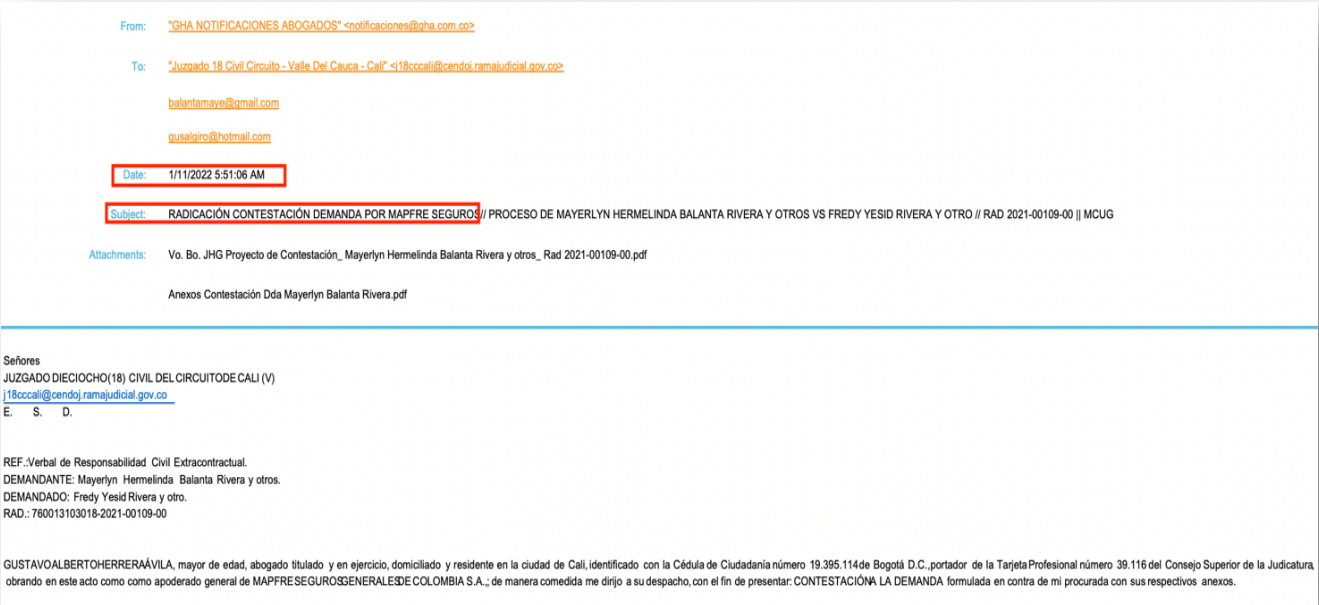 From: "GHA NOTIFICACIONES ABOGADOS" <notificaciones@gha.com.co>
To: "Juzgado 18 Civil Circuito - Valle Del Cauca - Cali" <j18cccali@cendoj.ramajudicial.gov.co>
balantamaye@gmail.com
gusalgiro@hotmail.com
Date: 1/11/2022 5:51:06 AM
Subject: RADICACIÓN CONTESTACIÓN DEMANDA POR MAPFRE SEGUROS// PROCESO DE MAYERLYN HERMELINDA BALANTA RIVERA Y OTROS VS FREDY YESID RIVERA Y OTRO // RAD 2021-00109-00 || MCUG
Attachments: Vo. Bo. JHG Proyecto de Contestación_ Mayerlyn Hermelinda Balanta Rivera y otros_ Rad 2021-00109-00.pdf
Anexos Contestación Dda Mayerlyn Balanta Rivera.pdf
Señores
JUZGADO DIECIOCHO(18) CIVIL DEL CIRCUITODE CALI (V)
j18cccali@cendoj.ramajudicial.gov.co
E. S. D.
REF.:Verbal de Responsabilidad Civil Extracontractual.
DEMANDANTE: Mayerlyn Hermelinda Balanta Rivera y otros.
DEMANDADO: Fredy Yesid Rivera y otro.
RAD.: 760013103018-2021-00109-00
GUSTAVOALBERTOHERRERAÁVILA, mayor de edad, abogado titulado y en ejercicio, domiciliado y residente en la ciudad de Cali, identificado con la Cédula de Ciudadanía número 19.395.114de Bogotá D.C.,portador de la TarjetaProfesional número 39.116 del Consejo Superior de la Judicatura,
obrando en este acto como como apoderado general de MAPFRESEGUROSGENERALESDE COLOMBIA S.A.,; de manera comedida me dirijo a su despacho, con el fin de presentar: CONTESTACIÓNA LA DEMANDA formulada en contra de mi procurada con sus respectivos anexos.